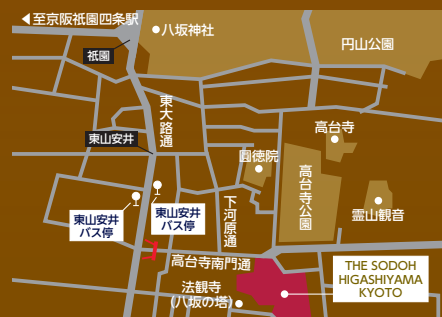 ◀至京阪祇園四条駅
八坂神社
円山公園
祇園
東大路通
東山安井
高台寺
圓徳院
高台寺公園
霊山観音
東山安井
バス停
東山安井
バス停
下河原通
高台寺南門通
法観寺
(八坂の塔)
THE SODOH
HIGASHIYAMA
KYOTO